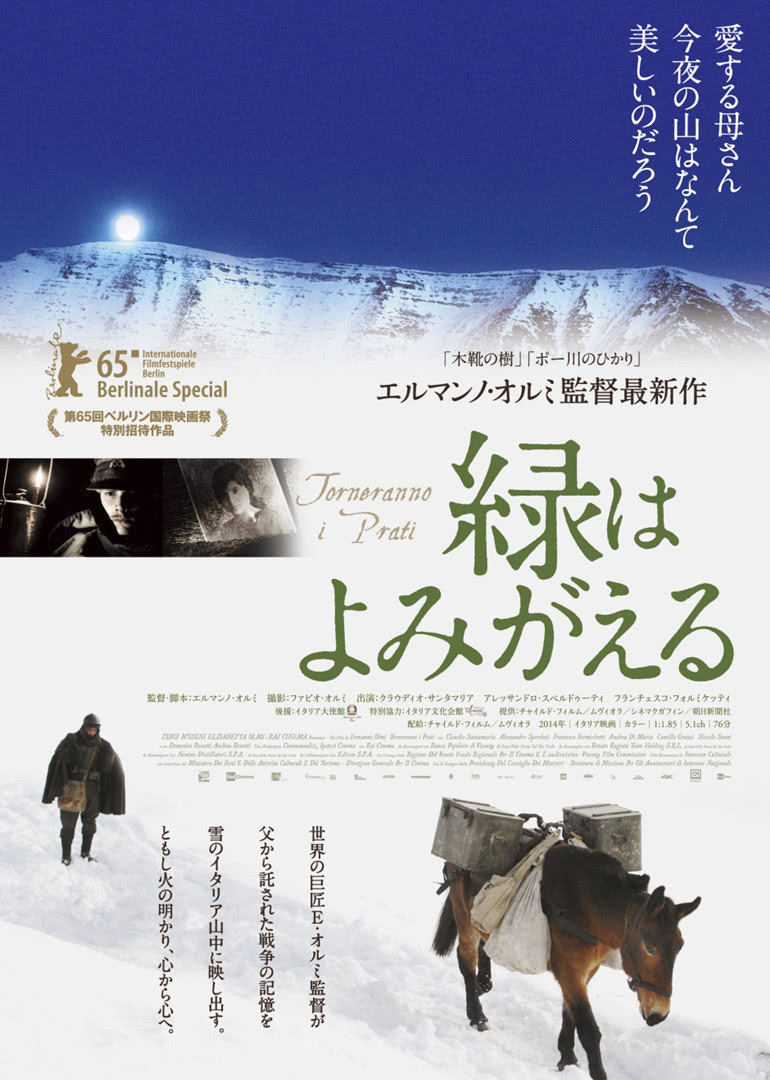 愛する母さん
今夜の山はなんて
美しいのだろう
Berlinale
65
Internationale
Filmfestspiele
Berlin
Berlinale Special
第65回ベルリン国際映画祭
特別招待作品
「木靴の樹」「ポー川のひかり」
エルマンノ・オルミ監督最新作
Torneranno
i Prati
緑は
よみがえる
監督・脚本:エルマンノ・オルミ 撮影:ファビオ・オルミ 出演:クラウディオ・サンタマリア アレッサンドロ・スペルドゥーティ フランチェスコ・フォルミケッティ
後援:イタリア大使館 特別協力:イタリア文化会館 提供:チャイルド・フィルム/ムヴィオラ/シネマクガフィン/朝日新聞社
配給:チャイルド・フィルム/ムヴィオラ 2014年|イタリア映画|カラー|1:1.85|5.1ch|76分
世界の巨匠E・オルミ監督が
父から託された戦争の記憶を
雪のイタリア山中に映し出す。
ともし火の明かり、心から心へ。